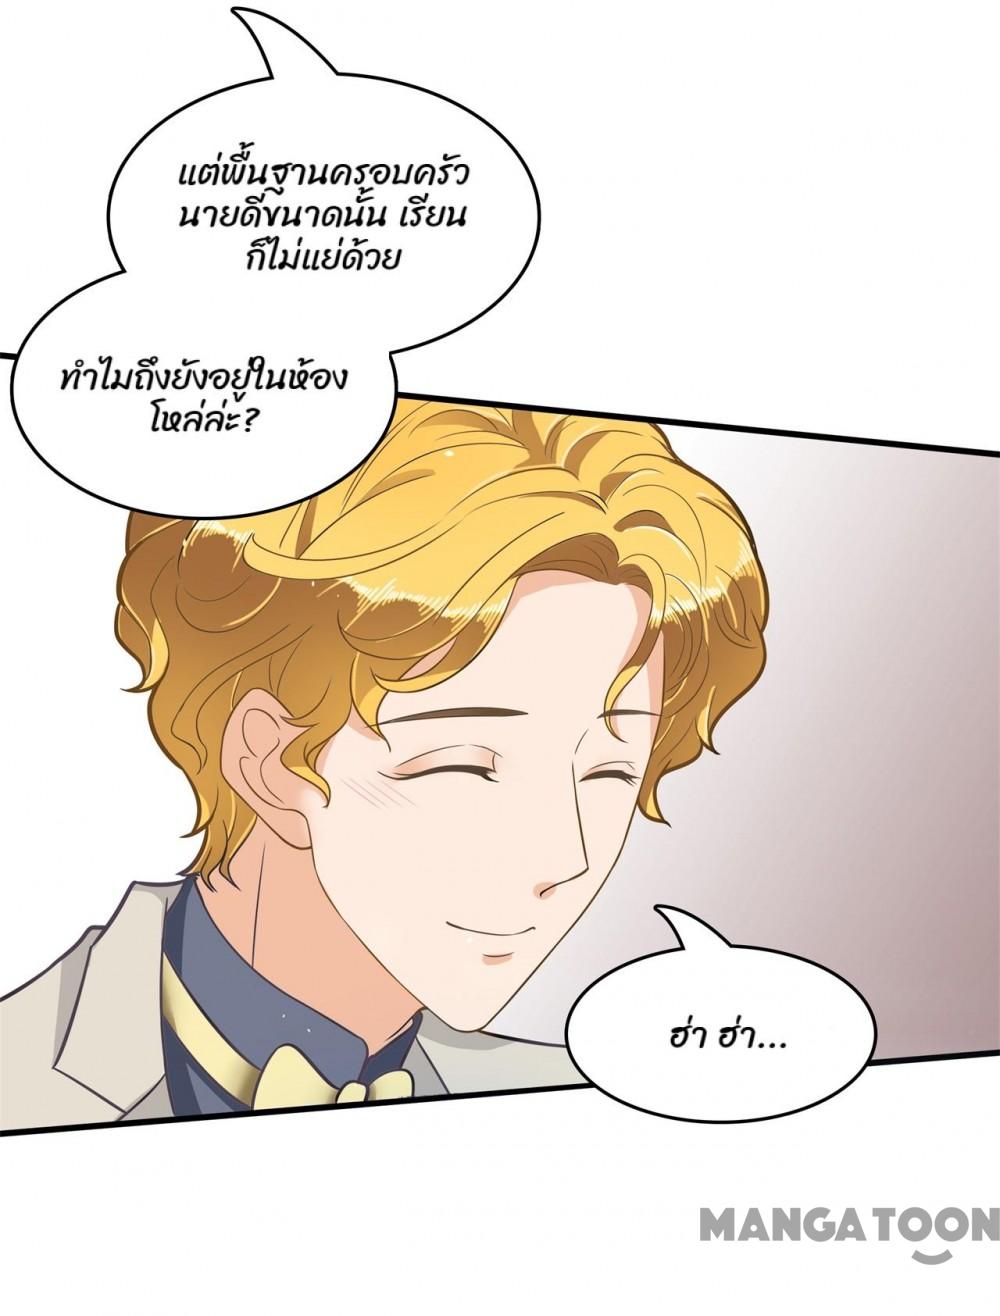 แต่พื้นฐานครอบครัว
นายดีขนาดนั้น เรียน
ก็ไม่แย่ด้วย
ทำไมถึงยังอยู่ในห้อง
โหล่ล่ะ?
ฮ่า ฮ่า...
MANGATOON